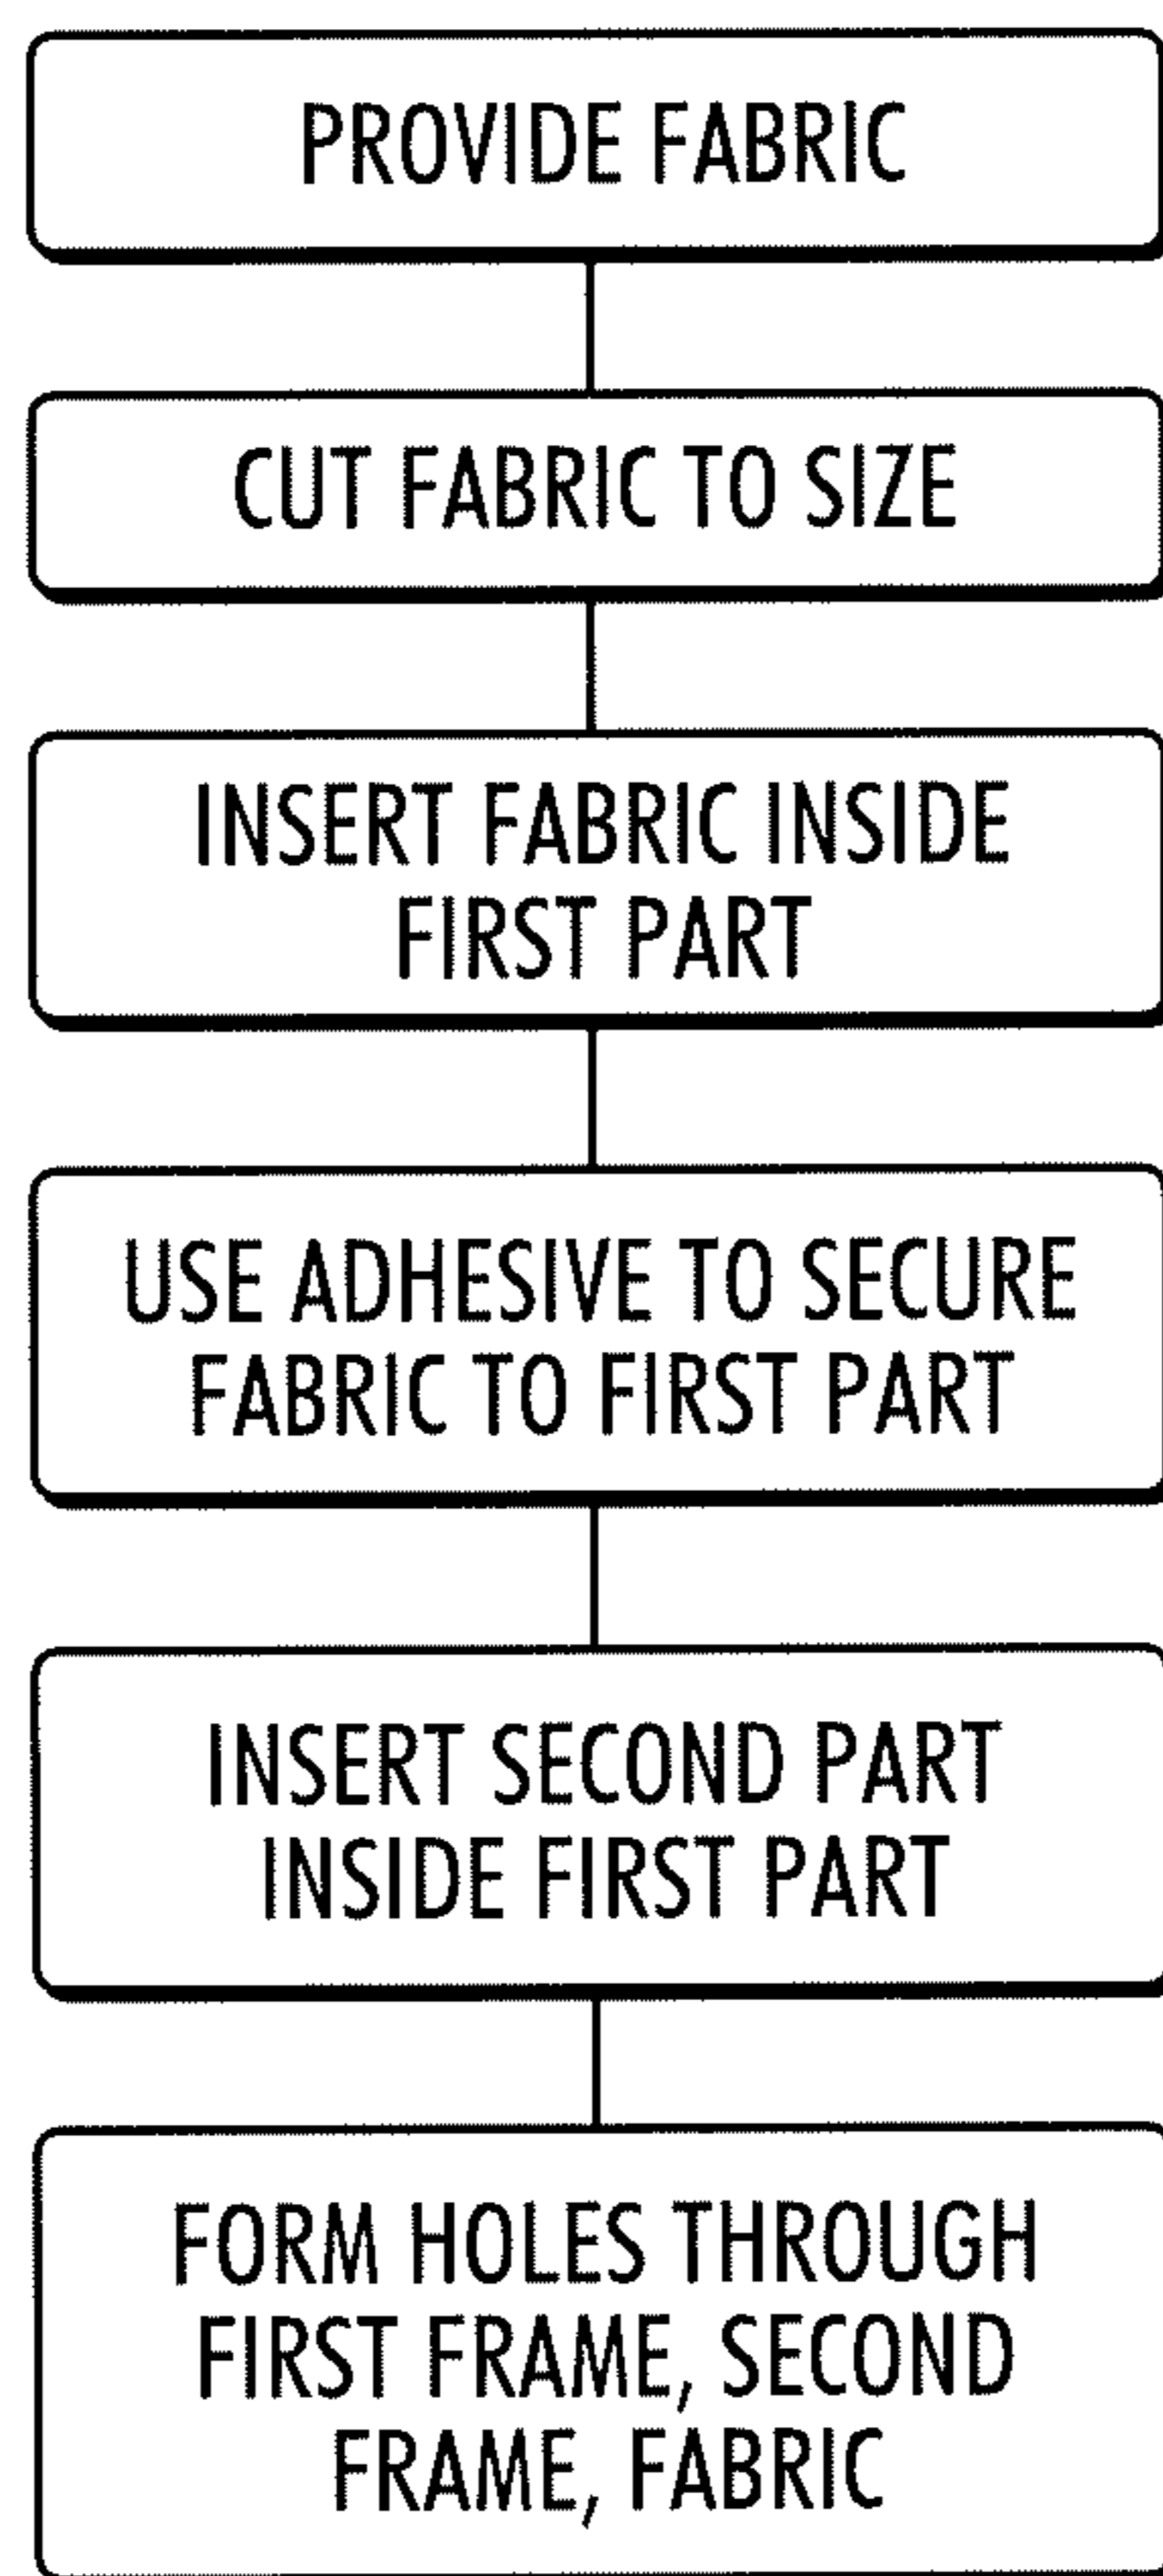 PROVIDE FABRIC
CUT FABRIC TO SIZE
INSERT FABRIC INSIDE
FIRST PART
USE ADHESIVE TO SECURE
FABRIC TO FIRST PART
INSERT SECOND PART
INSIDE FIRST PART
FORM HOLES THROUGH
FIRST FRAME, SECOND
FRAME, FABRIC